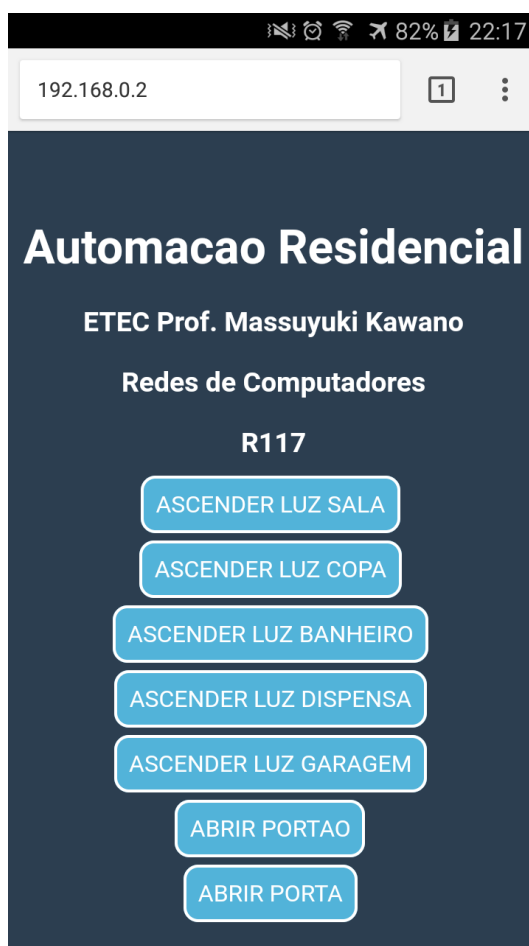 82% 22:17
192.168.0.2
1
Automacao Residencial
ETEC Prof. Massuyuki Kawano
Redes de Computadores
R117
ASCENDER LUZ SALA
ASCENDER LUZ COPA
ASCENDER LUZ BANHEIRO
ASCENDER LUZ DISPENSA
ASCENDER LUZ GARAGEM
ABRIR PORTAO
ABRIR PORTA